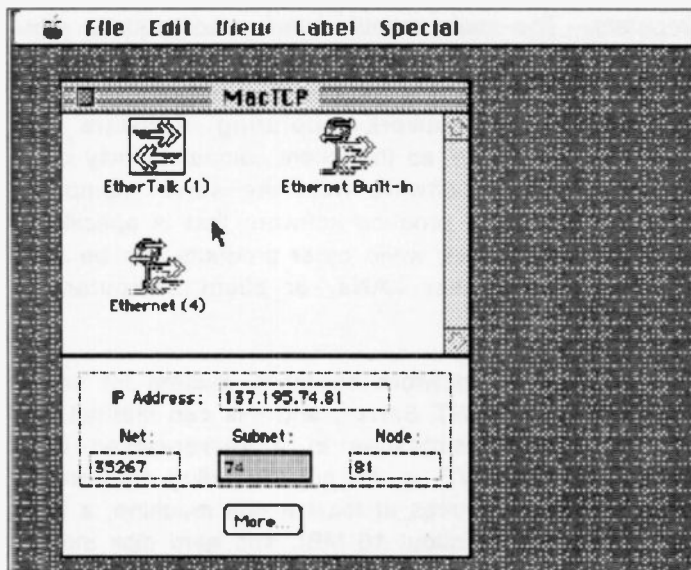 File Edit View Label Special
MacTCP
EtherTalk (1)
Ethernet Built-In
Ethernet (4)
IP Address: 137.195.74.81
Net: Subnet: Node:
35267 74 81
More...